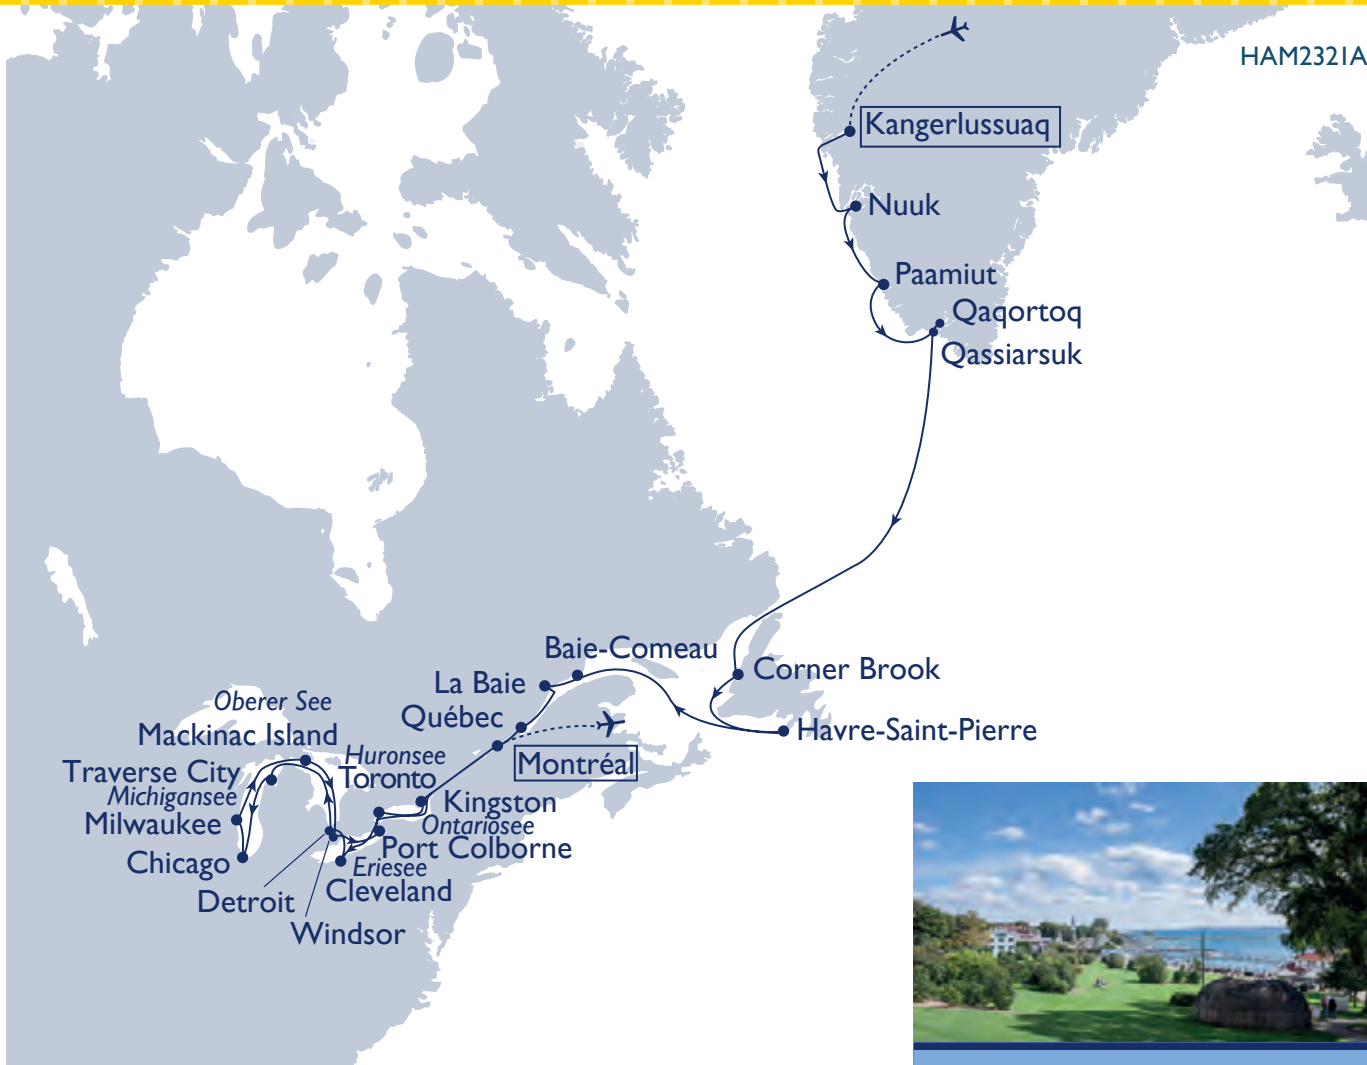 HAM2321A
Kangerlussuaq
Nuuk
Paamiut
Qaqortoq
Qassiarsuk
Baie-Comeau
Corner Brook
La Baie
Oberer See
Québec
Havre-Saint-Pierre
Mackinac Island
Huronsee
Montréal
Traverse City
Toronto
Michigansee
Kingston
Milwaukee
Ontariosee
Port Colborne
Chicago
Eriesee
Detroit
Cleveland
Windsor